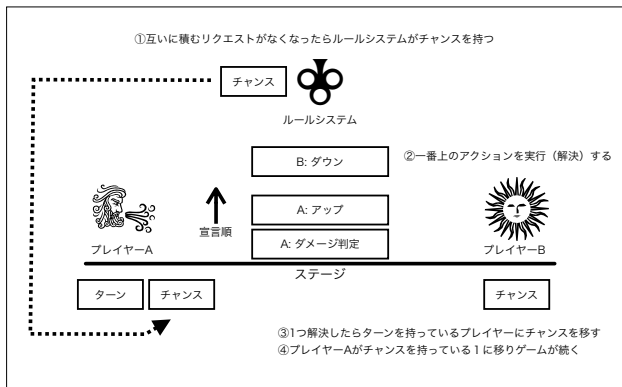 ①互いに積むリクエストがなくなったらルールシステムがチャンスを持つ
チャンス
ルールシステム
B: ダウン
②一番上のアクションを実行（解決）する
A: アップ
宣言順
A: ダメージ判定
プレイヤーA
プレイヤーB
ステージ
ターン
チャンス
チャンス
③1つ解決したらターンを持っているプレイヤーにチャンスを移す
④プレイヤーAがチャンスを持っている１に移りゲームが続く